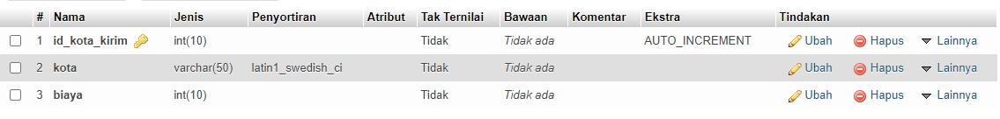 # Nama Jenis Penyortiran Atribut Tak Ternilai Bawaan Komentar Ekstra Tindakan
1 id_kota_kirim int(10) Tidak Tidak ada AUTO_INCREMENT Ubah Hapus Lainnya
2 kota varchar(50) latin1_swedish_ci Tidak Tidak ada Ubah Hapus Lainnya
3 biaya int(10) Tidak Tidak ada Ubah Hapus Lainnya